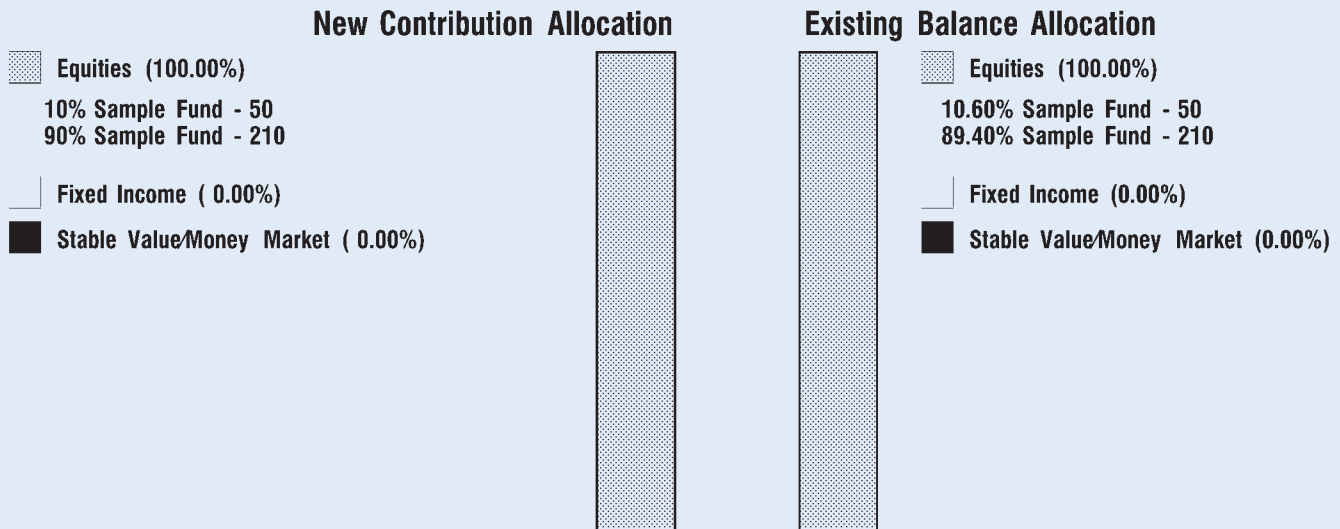 New Contribution Allocation
Equities (100.00%)
10% Sample Fund - 50
90% Sample Fund - 210
Fixed Income ( 0.00%)
Stable Value/Money Market ( 0.00%)
Existing Balance Allocation
Equities (100.00%)
10.60% Sample Fund - 50
89.40% Sample Fund - 210
Fixed Income (0.00%)
Stable Value/Money Market (0.00%)